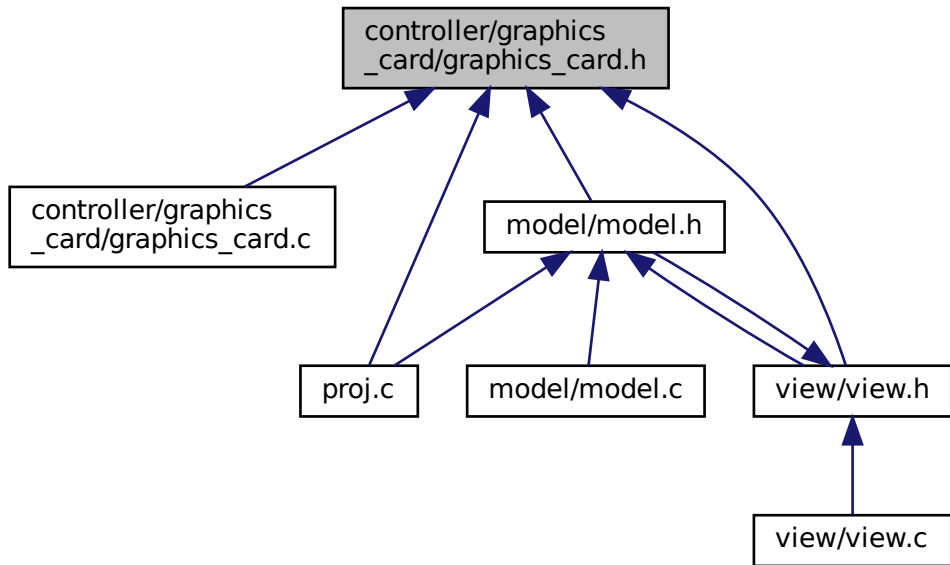 controller/graphics
_card/graphics_card.h
controller/graphics
_card/graphics_card.c
model/model.h
proj.c
model/model.c
view/view.h
view/view.c